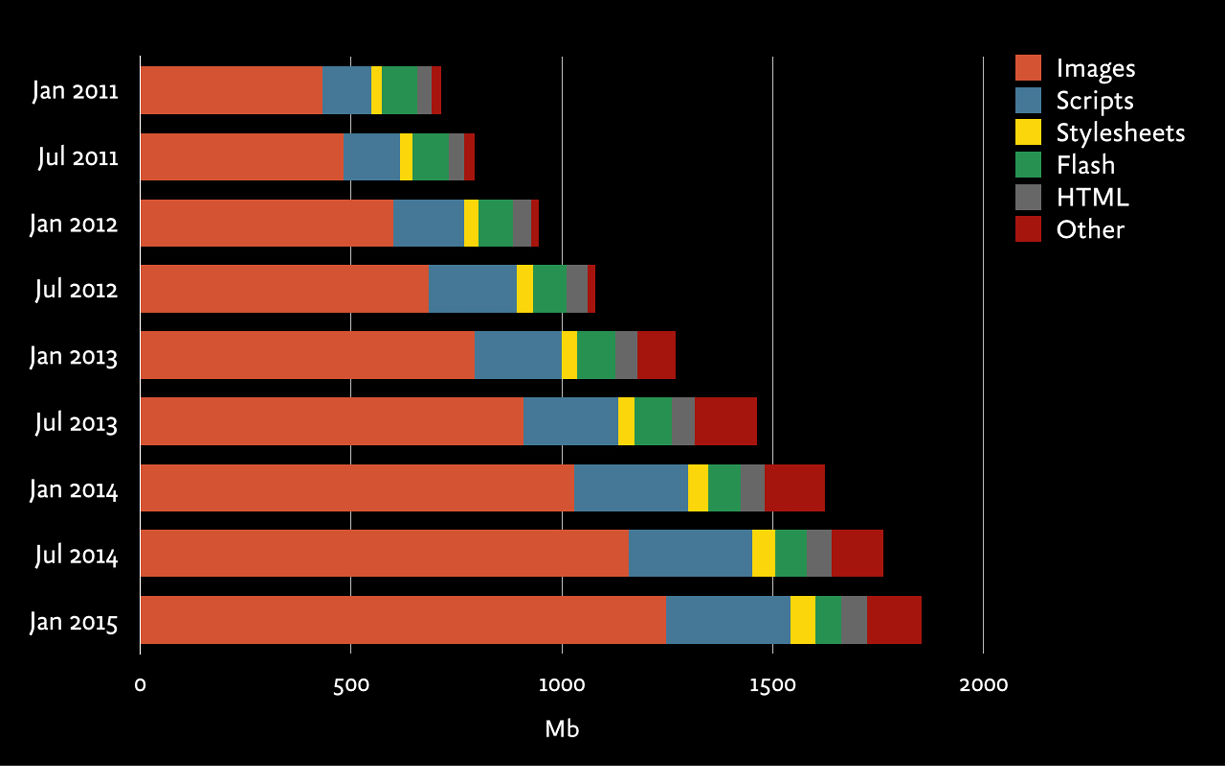 Jan 2011
Jul 2011
Jan 2012
Jul 2012
Jan 2013
Jul 2013
Jan 2014
Jul 2014
Jan 2015
0 500 1000 1500 2000
Mb
Images
Scripts
Stylesheets
Flash
HTML
Other